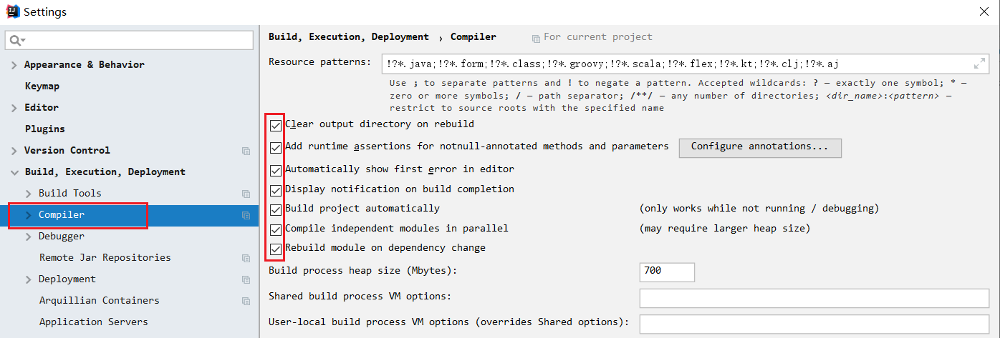 Settings
Build, Execution, Deployment › Compiler For current project
Appearance & Behavior
Keymap
Editor
Plugins
Version Control
Build, Execution, Deployment
Build Tools
Compiler
Debugger
Remote Jar Repositories
Deployment
Arquillian Containers
Application Servers
Resource patterns: !?*.java;!?*.form;!?*.class;!?*.groovy;!?*.scala;!?*.flex;!?*.kt;!?*.clj;!?*.aj
Use ; to separate patterns and ! to negate a pattern. Accepted wildcards: ? — exactly one symbol; * —
zero or more symbols; / — path separator; /**/ — any number of directories; <dir_name>:<pattern> —
restrict to source roots with the specified name
Clear output directory on rebuild
Add runtime assertions for notnull-annotated methods and parameters Configure annotations...
Automatically show first error in editor
Display notification on build completion
Build project automatically (only works while not running / debugging)
Compile independent modules in parallel (may require larger heap size)
Rebuild module on dependency change
Build process heap size (Mbytes): 700
Shared build process VM options:
User-local build process VM options (overrides Shared options):